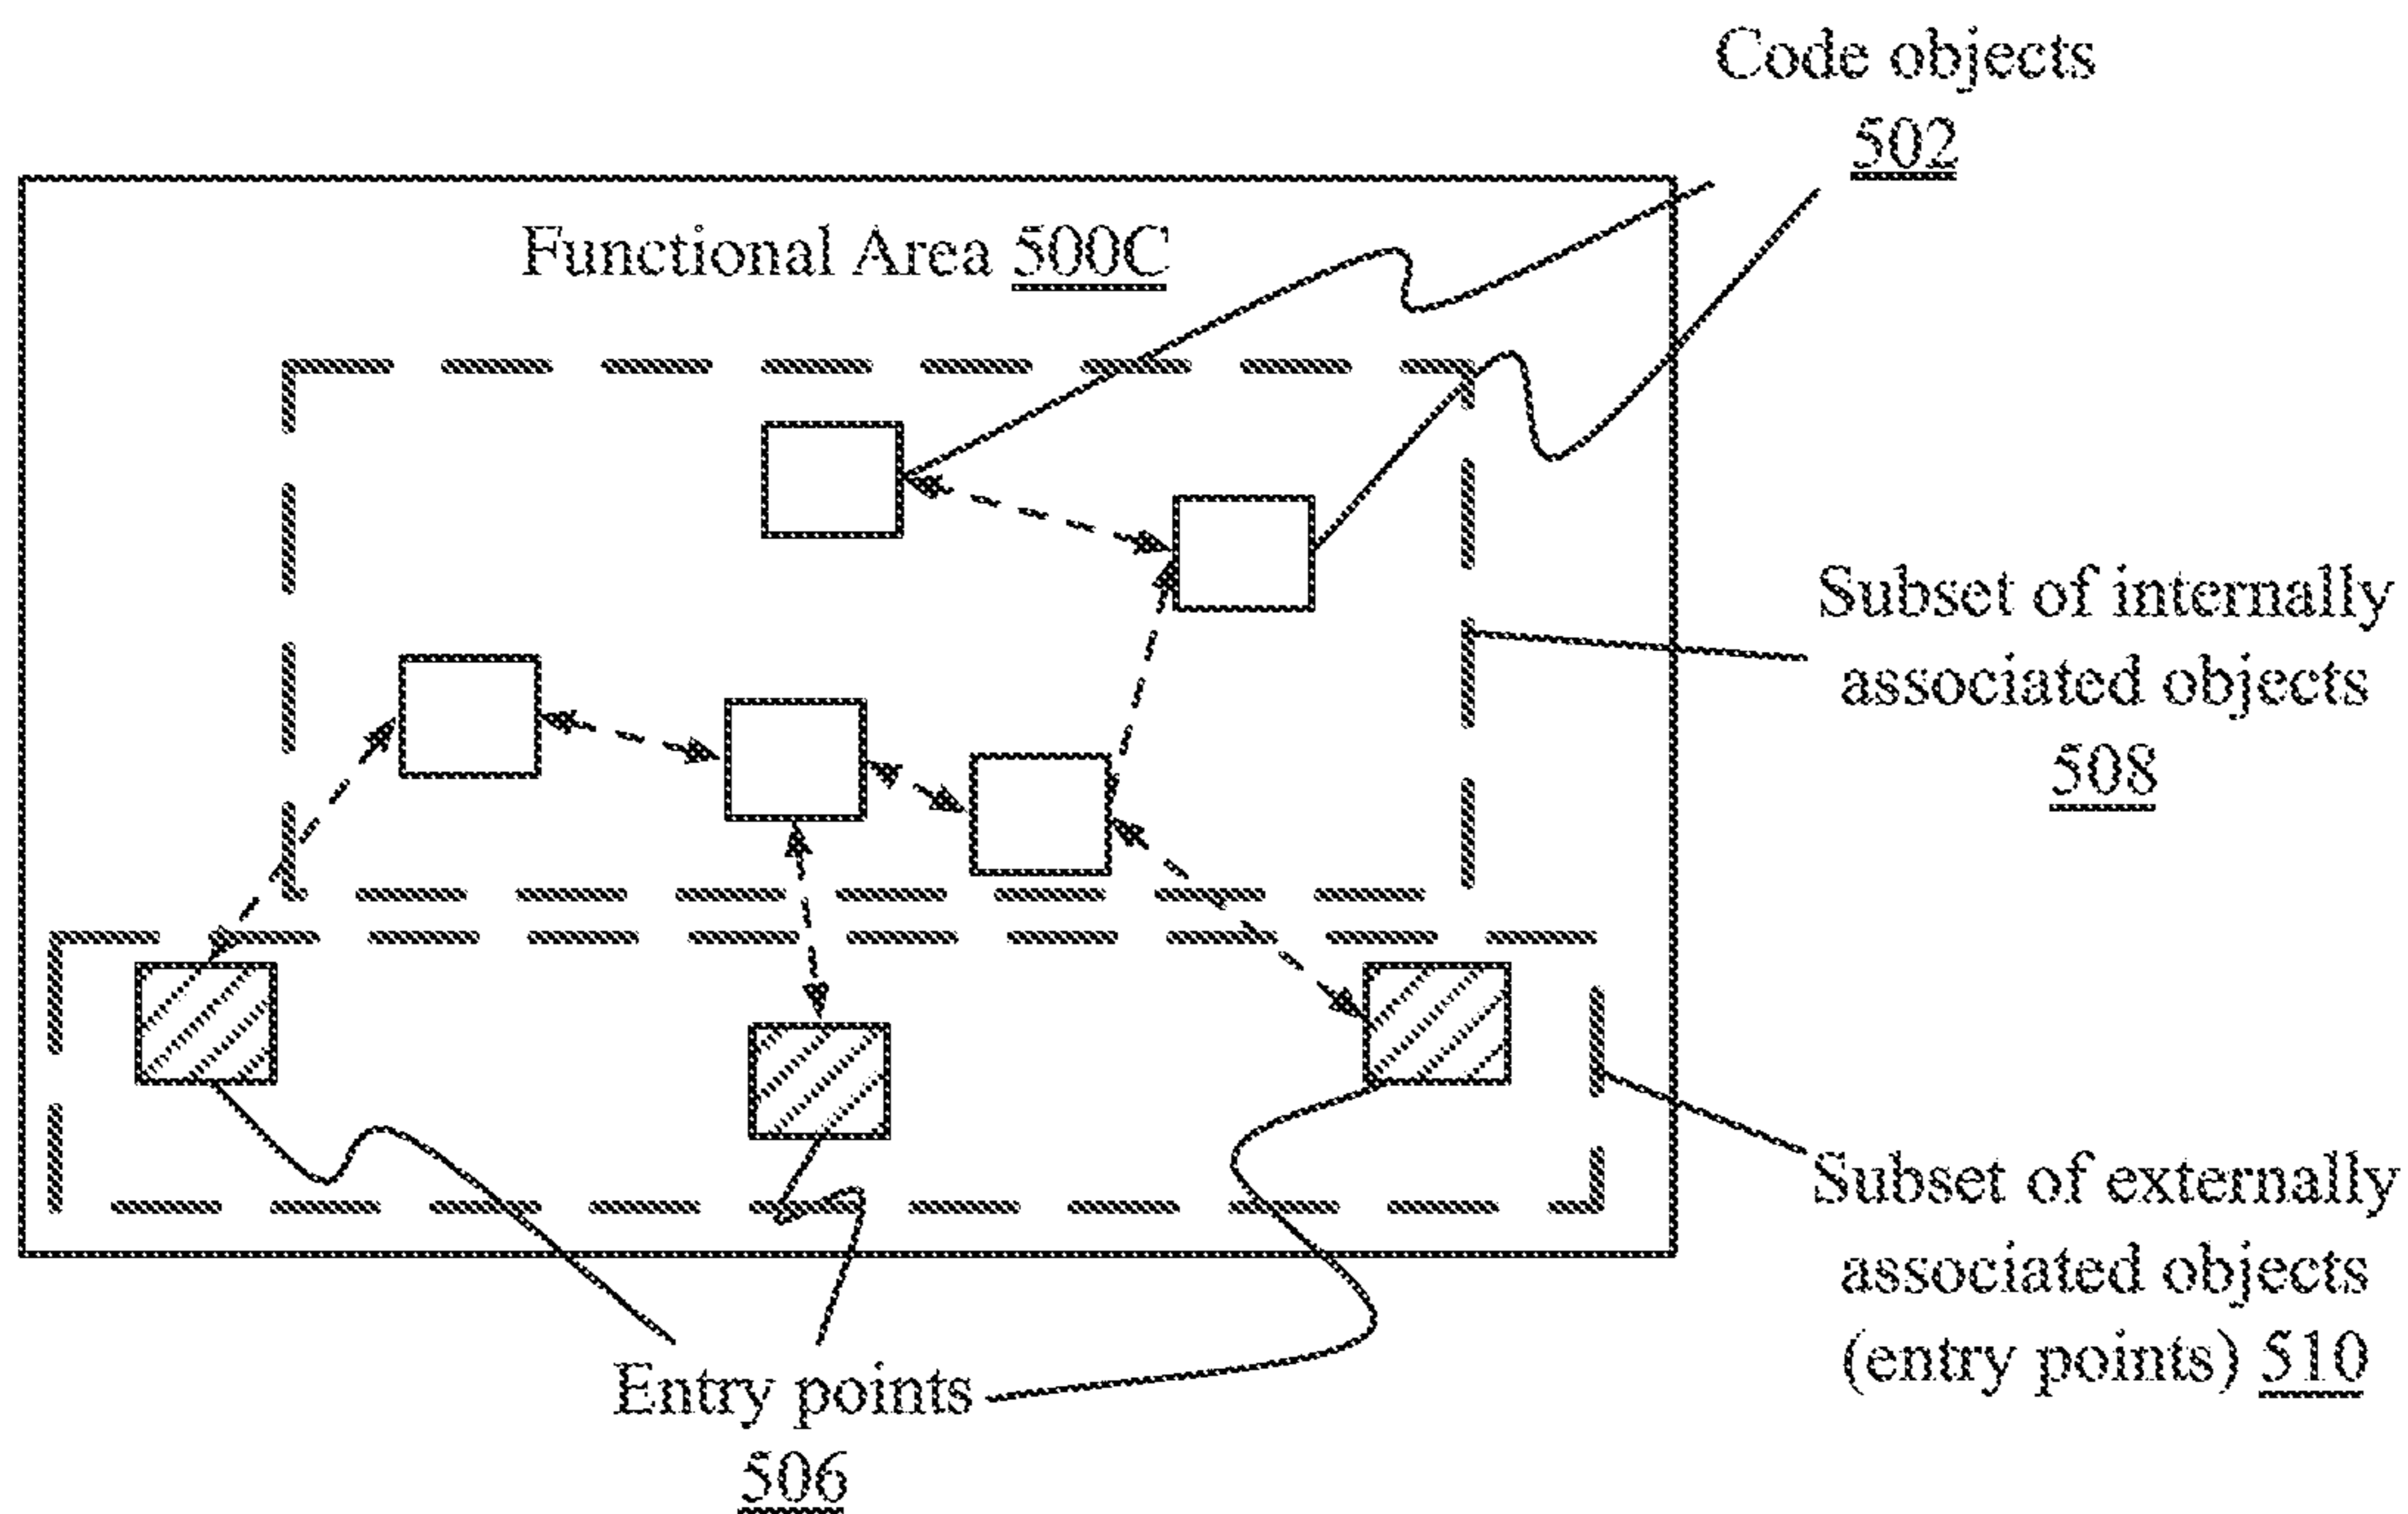 Code objects
502
Functional Area 500C
Subset of internally
associated objects
508
Subset of externally
associated objects
(entry points) 510
Entry points
506